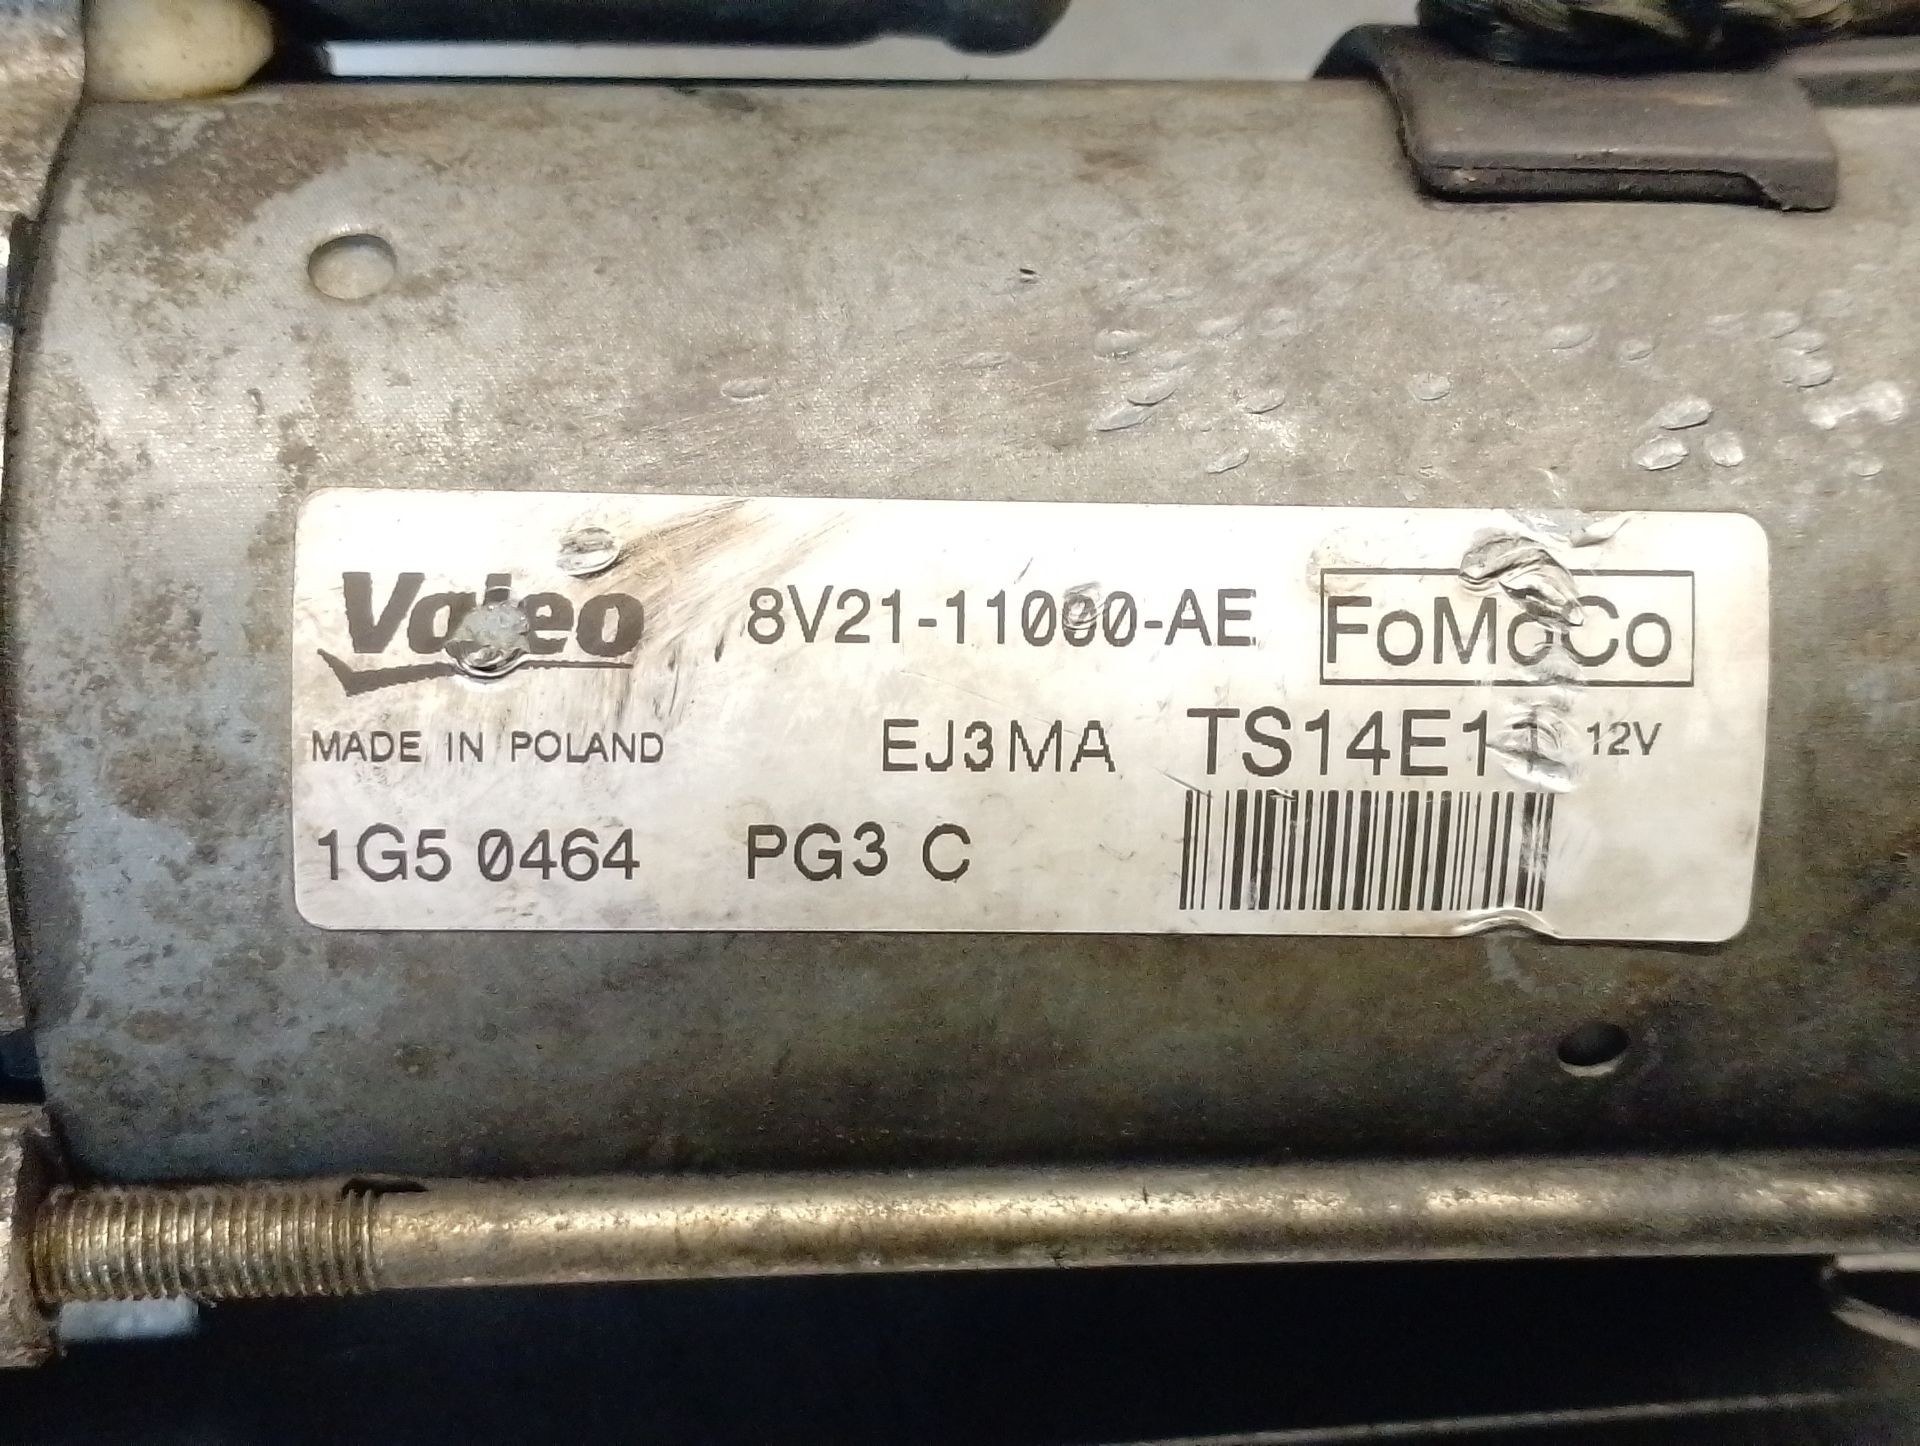 Valeo 8V21-11000-AE FoMoCo
MADE IN POLAND EJ3MA TS14E11 12V
1G5 0464 PG3 C